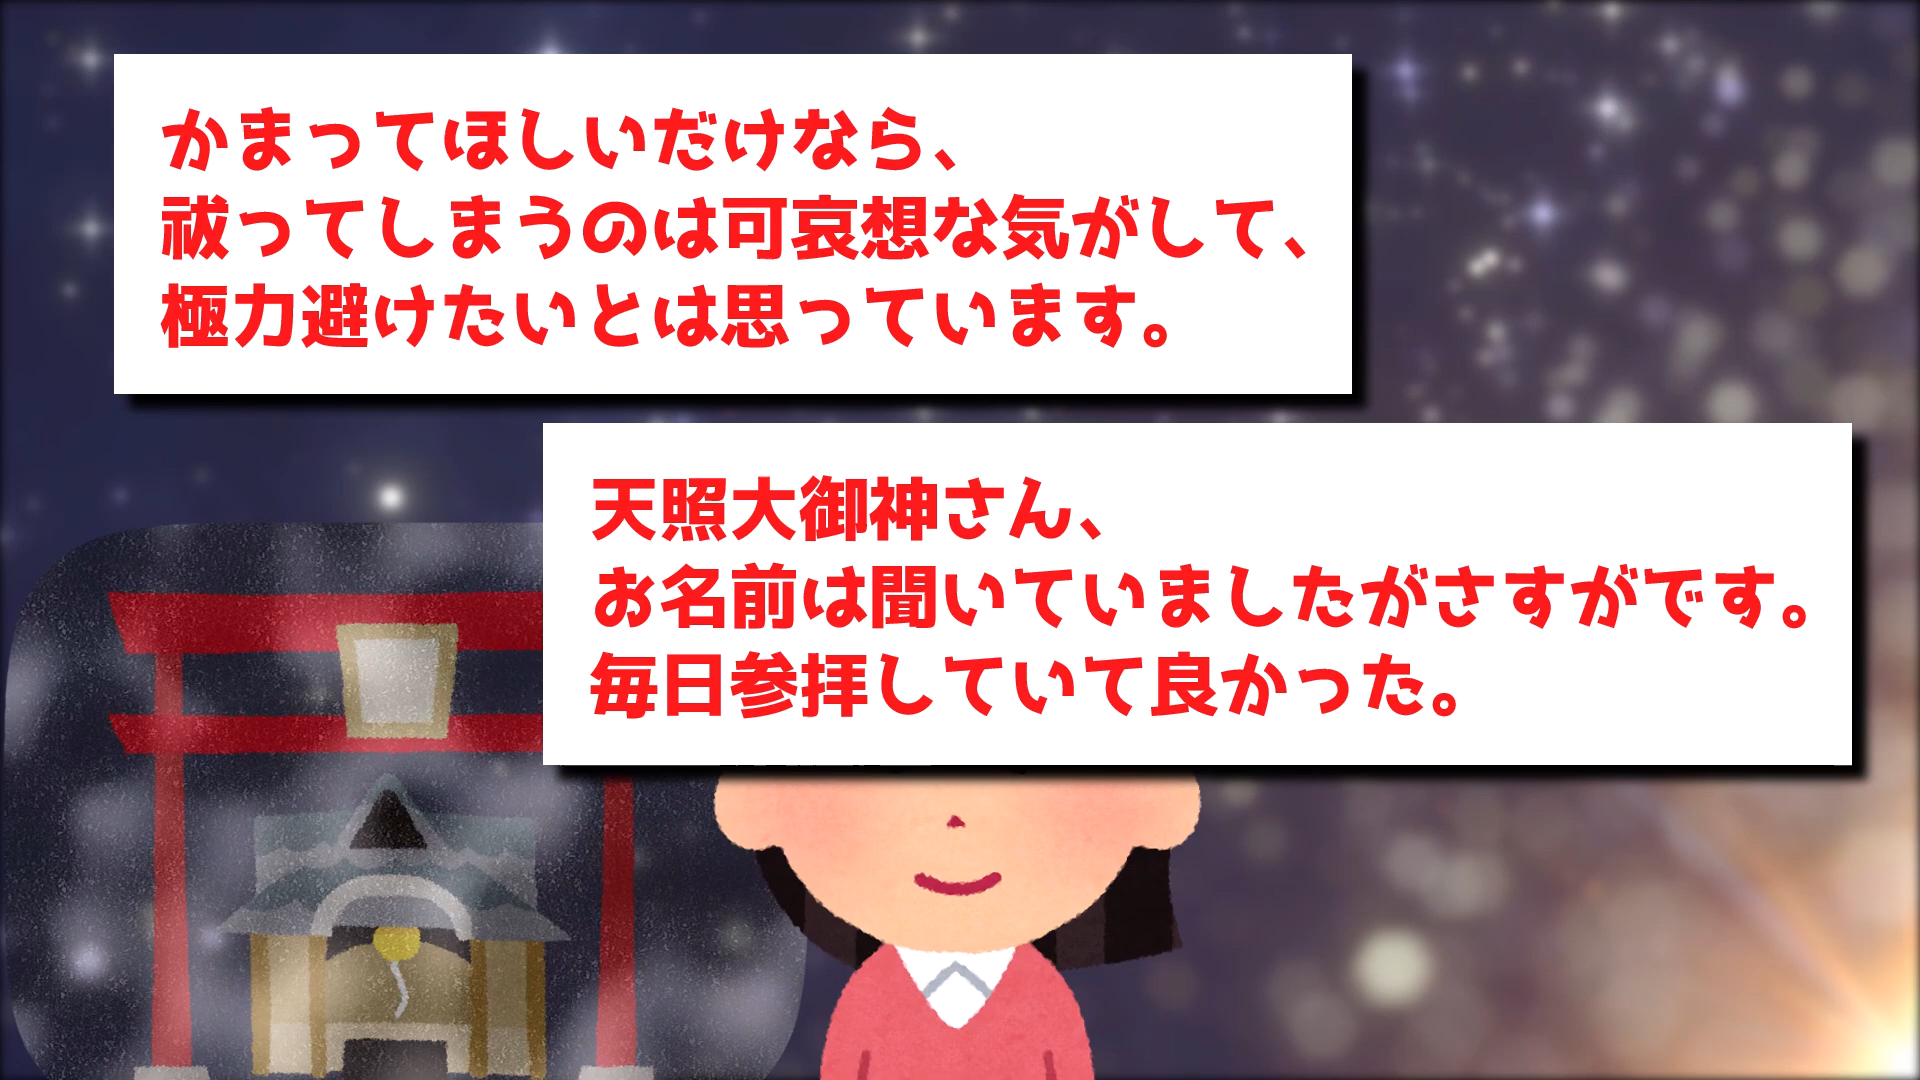 かまってほしいだけなら、
祓ってしまうのは可哀想な気がして、
極力避けたいとは思っています。
天照大御神さん、
お名前は聞いていましたがさすがです。
毎日参拝していて良かった。